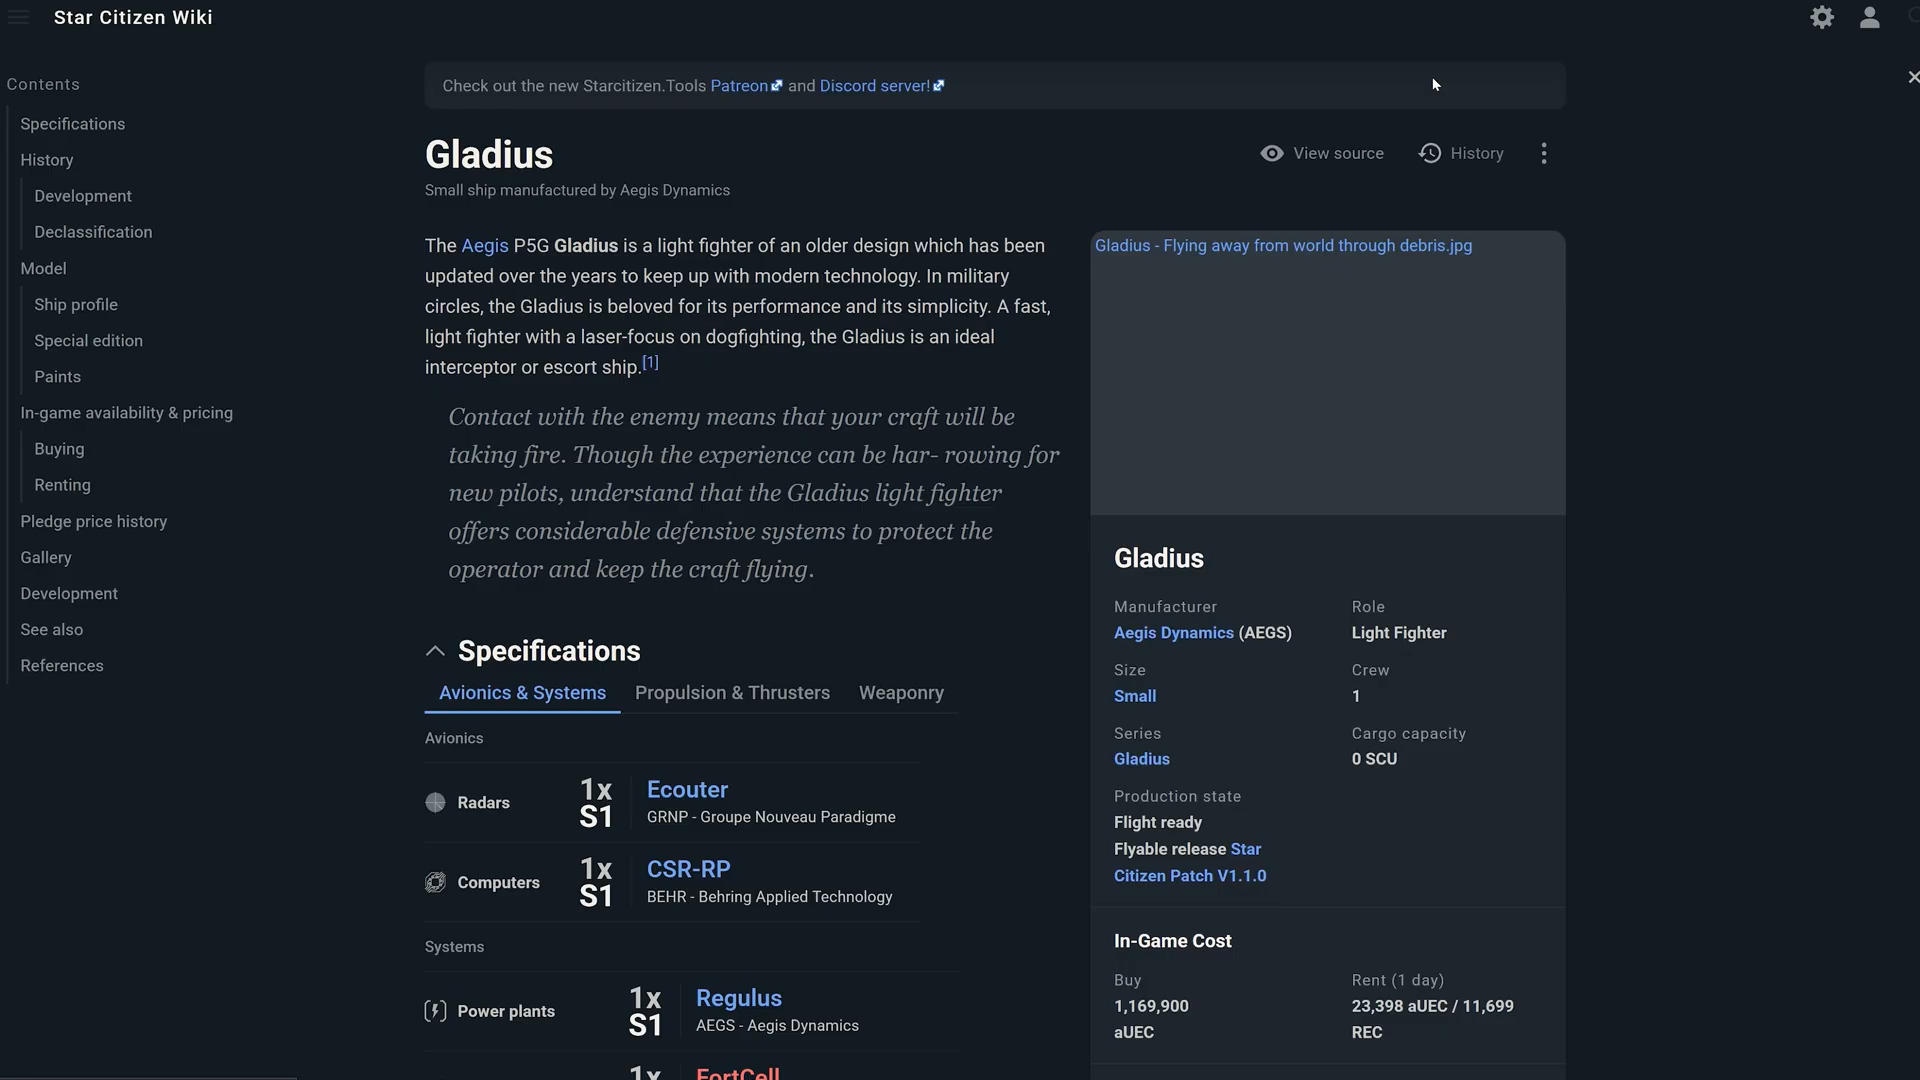 Star Citizen Wiki
Contents
Specifications
History
Development
Declassification
Model
Ship profile
Special edition
Paints
In-game availability & pricing
Buying
Renting
Pledge price history
Gallery
Development
See also
References
Check out the new Starcitizen.Tools Patreon and Discord server!
Gladius
Small ship manufactured by Aegis Dynamics
View source
History
The Aegis P5G Gladius is a light fighter of an older design which has been
updated over the years to keep up with modern technology. In military
circles, the Gladius is beloved for its performance and its simplicity. A fast,
light fighter with a laser-focus on dogfighting, the Gladius is an ideal
interceptor or escort ship.[1]
Contact with the enemy means that your craft will be
taking fire. Though the experience can be har- rowing for
new pilots, understand that the Gladius light fighter
offers considerable defensive systems to protect the
operator and keep the craft flying.
Specifications
Avionics & Systems Propulsion & Thrusters Weaponry
Avionics
Radars
1x
S1
Ecouter
GRNP - Groupe Nouveau Paradigme
Computers
1x
S1
CSR-RP
BEHR - Behring Applied Technology
Systems
Power plants
1x
S1
Regulus
AEGS - Aegis Dynamics
1x
FortCell
Gladius - Flying away from world through debris.jpg
Gladius
Manufacturer
Aegis Dynamics (AEGS)
Role
Light Fighter
Size
Small
Crew
1
Series
Gladius
Cargo capacity
0 SCU
Production state
Flight ready
Flyable release Star
Citizen Patch V1.1.0
In-Game Cost
Buy
1,169,900
aUEC
Rent (1 day)
23,398 aUEC / 11,699
REC